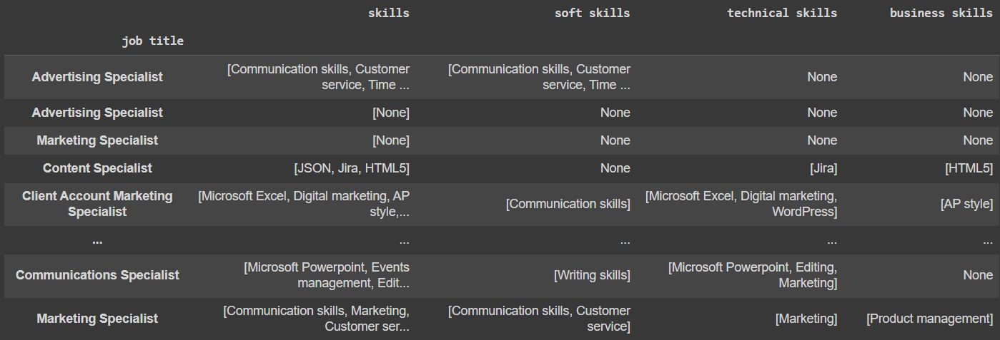 skills soft skills technical skills business skills
job title
Advertising Specialist [Communication skills, Customer service, Time ... [Communication skills, Customer service, Time ... None None
Advertising Specialist [None] None None None
Marketing Specialist [None] None None None
Content Specialist [JSON, Jira, HTML5] None [Jira] [HTML5]
Client Account Marketing Specialist [Microsoft Excel, Digital marketing, AP style,... [Communication skills] [Microsoft Excel, Digital marketing, WordPress] [AP style]
... ... ... ... ...
Communications Specialist [Microsoft Powerpoint, Events management, Edit... [Writing skills] [Microsoft Powerpoint, Editing, Marketing] None
Marketing Specialist [Communication skills, Marketing, Customer ser... [Communication skills, Customer service] [Marketing] [Product management]